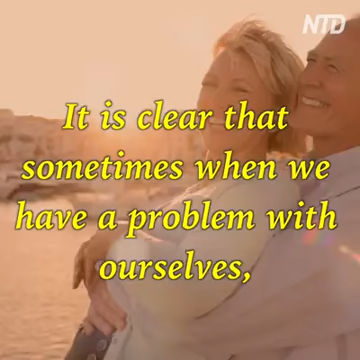 NTD
It is clear that
sometimes when we
have a problem with
ourselves,